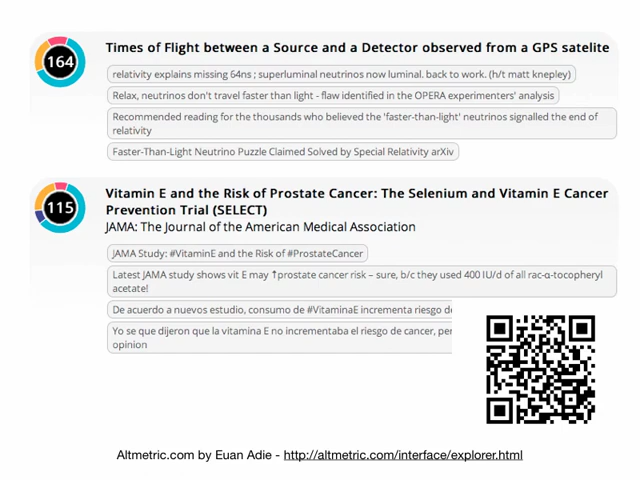 164
Times of Flight between a Source and a Detector observed from a GPS satelite
relativity explains missing 64ns ; superluminal neutrinos now luminal. back to work. (h/t matt knepley)
Relax, neutrinos don't travel faster than light - flaw identified in the OPERA experimenters' analysis
Recommended reading for the thousands who believed the 'faster-than-light' neutrinos signalled the end of
relativity
Faster-Than-Light Neutrino Puzzle Claimed Solved by Special Relativity arXiv
115
Vitamin E and the Risk of Prostate Cancer: The Selenium and Vitamin E Cancer
Prevention Trial (SELECT)
JAMA: The Journal of the American Medical Association
JAMA Study: #VitaminE and the Risk of #ProstateCancer
Latest JAMA study shows vit E may ↑prostate cancer risk – sure, b/c they used 400 IU/d of all rac-α-tocopheryl
acetate!
De acuerdo a nuevos estudio, consumo de #VitaminaE incrementa riesgo de
Yo se que dijeron que la vitamina E no incrementaba el riesgo de cancer, per
opinion
Altmetric.com by Euan Adie - http://altmetric.com/interface/explorer.html